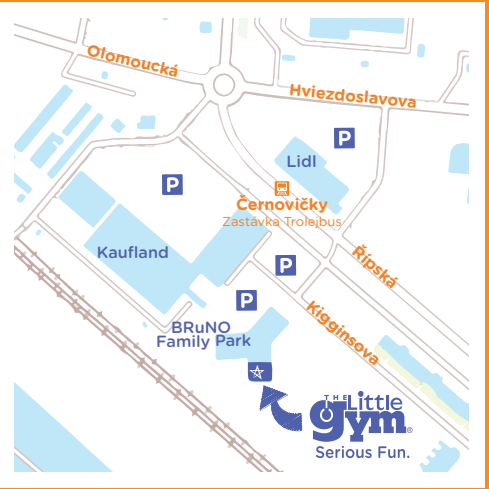 Olomoucká
Hviezdoslavova
P
Lidl
P
Černovičky
Zastávka Trolejbus
Kaufland
P
Řípská
P
Kigginsova
BRuNO
Family Park
THE Little
gym®
Serious Fun.